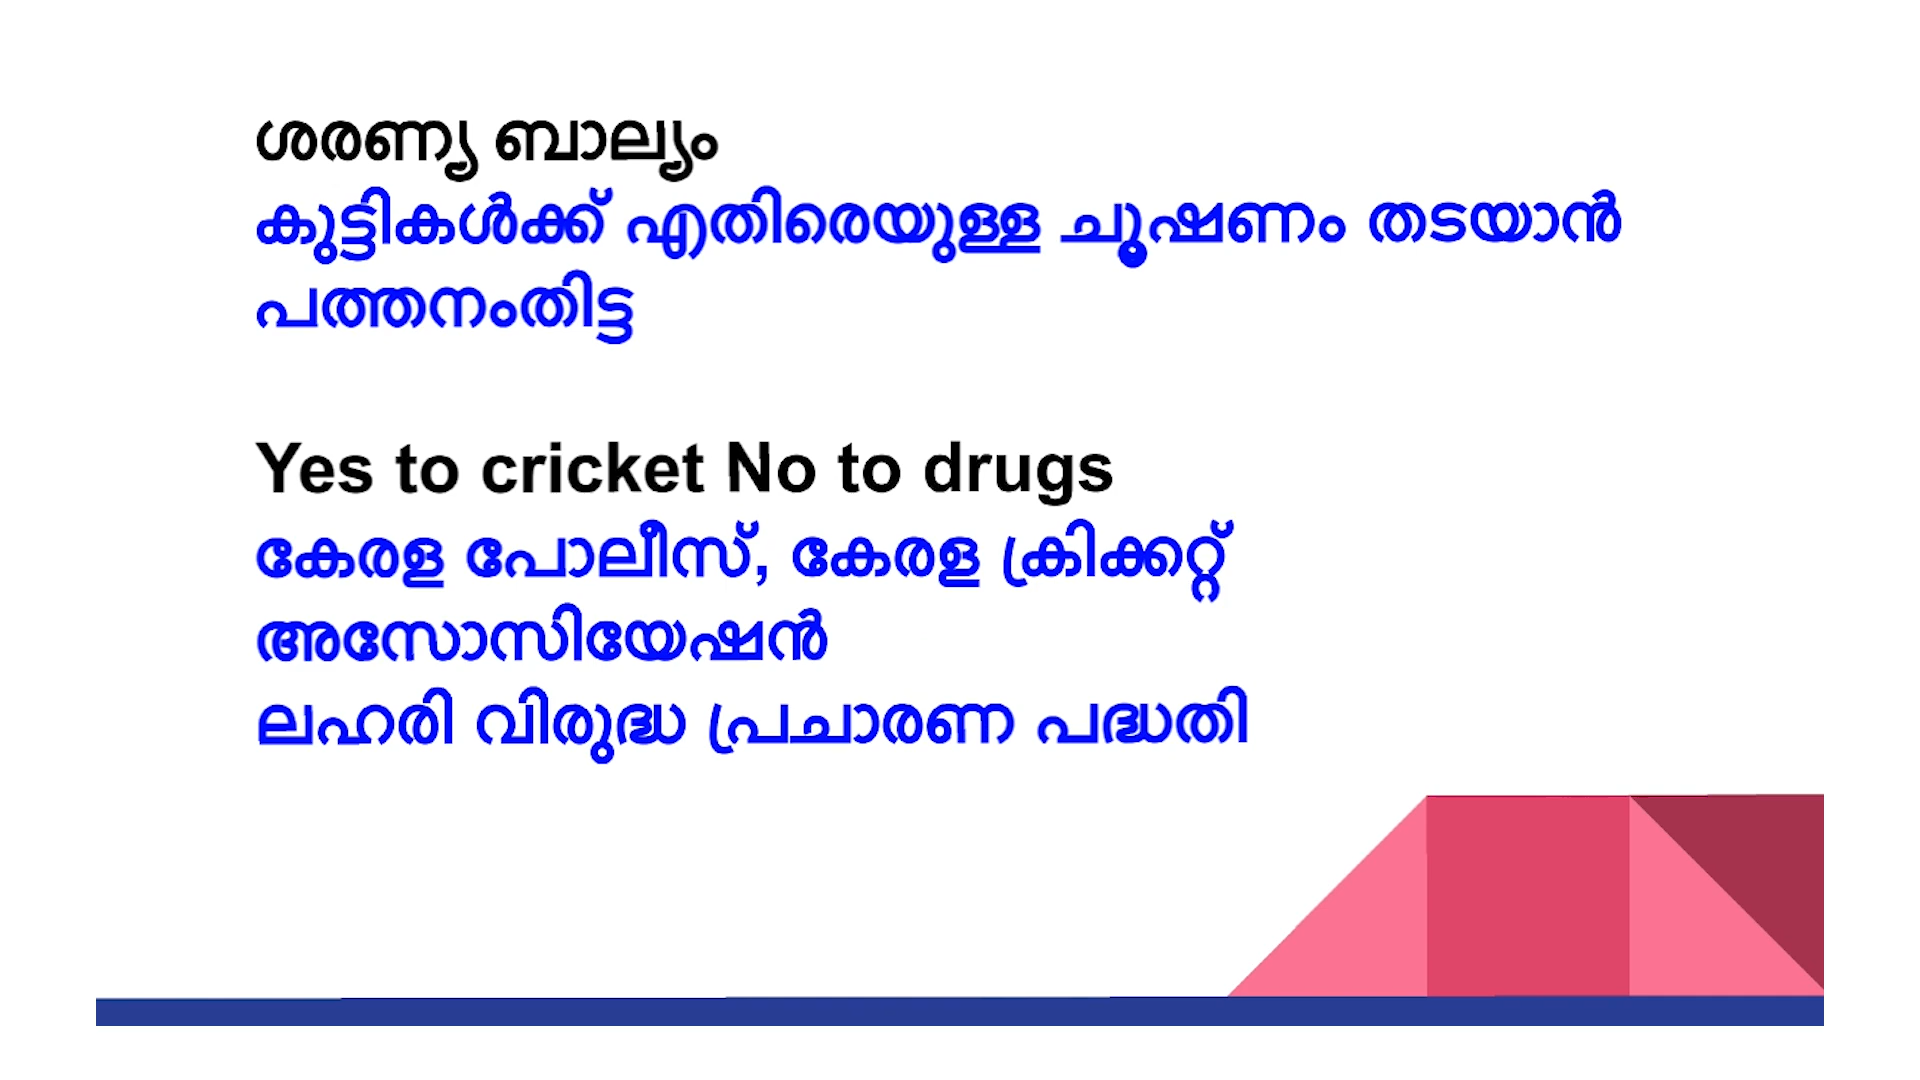 ശരണ്യ ബാല്യം
കുട്ടികൾക്ക് എതിരെയുള്ള ചൂഷണം തടയാൻ
പത്തനംതിട്ട
Yes to cricket No to drugs
കേരള പോലീസ്, കേരള ക്രിക്കറ്റ്
അസോസിയേഷൻ
ലഹരി വിരുദ്ധ പ്രചാരണ പദ്ധതി